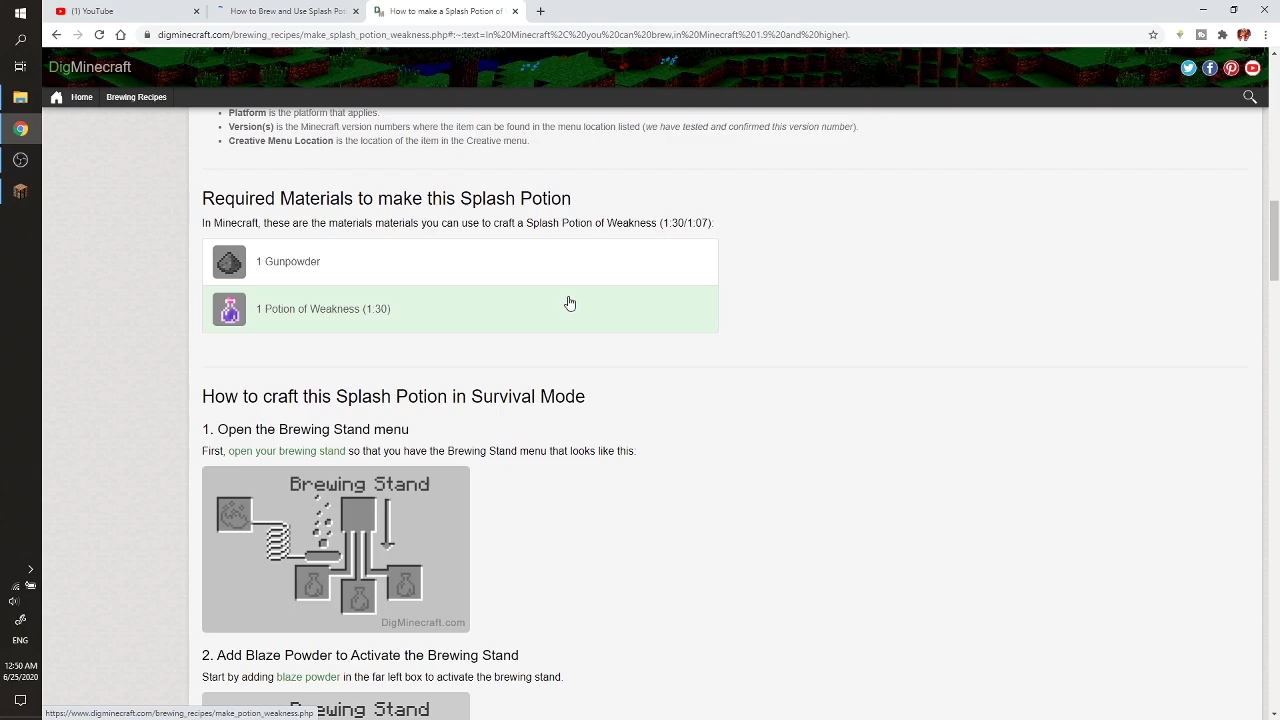 (1) YouTube
How to Brew and Use Splash Pot
How to make a Splash Potion of
digminecraft.com/brewing_recipes/make_splash_potion_weakness.php#:~:text=In%20Minecraft%2C%20you%20can%20brew,in%20Minecraft%201.9%20and%20higher).
DigMinecraft
Home
Brewing Recipes
Platform is the platform that applies.
Version(s) is the Minecraft version numbers where the item can be found in the menu location listed (we have tested and confirmed this version number).
Creative Menu Location is the location of the item in the Creative menu.
Required Materials to make this Splash Potion
In Minecraft, these are the materials materials you can use to craft a Splash Potion of Weakness (1:30/1:07):
1 Gunpowder
1 Potion of Weakness (1:30)
How to craft this Splash Potion in Survival Mode
1. Open the Brewing Stand menu
First, open your brewing stand so that you have the Brewing Stand menu that looks like this:
Brewing Stand
DigMinecraft.com
2. Add Blaze Powder to Activate the Brewing Stand
Start by adding blaze powder in the far left box to activate the brewing stand.
Brewing Stand
ENG
12:50 AM
6/25/2020
https://www.digminecraft.com/brewing_recipes/make_potion_weakness.php